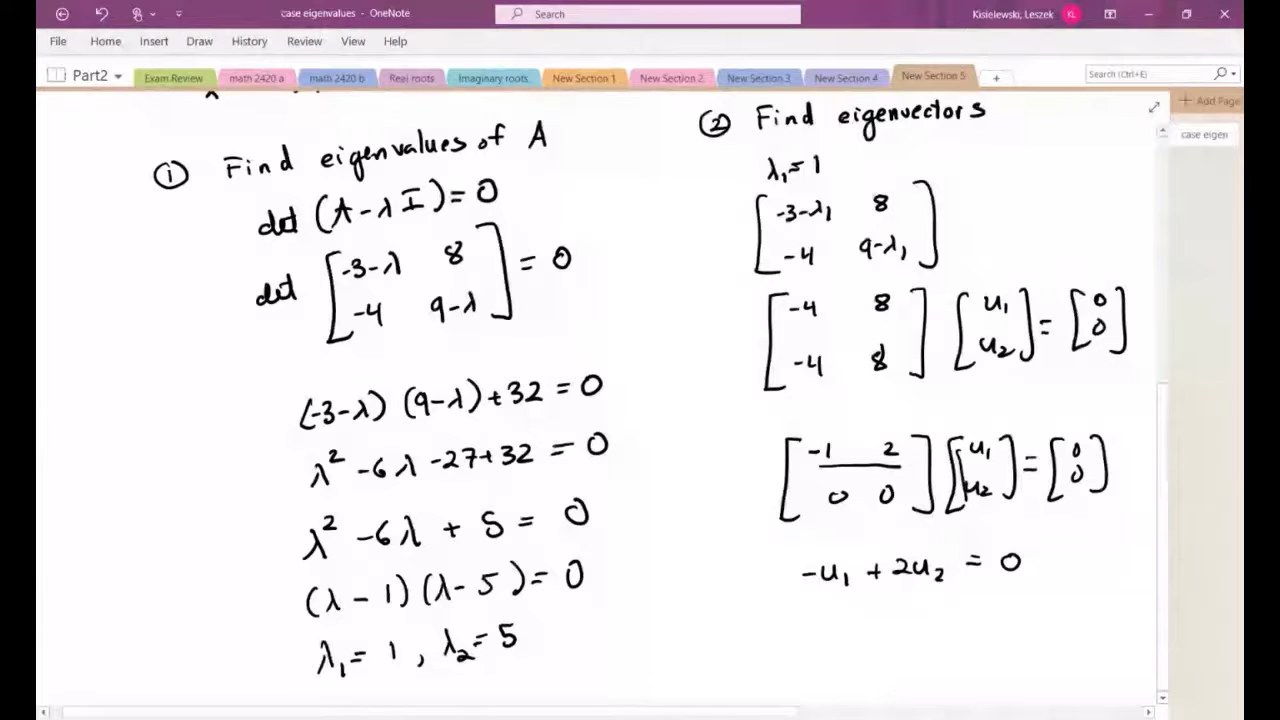 case eigenvalues - OneNote
Search
Kisielewski, Leszek
KL
File Home Insert Draw History Review View Help
Part2
Exam Review
math 2420 a
math 2420 b
Real roots
Imaginary roots
New Section 1
New Section 2
New Section 3
New Section 4
New Section 5
+
Search (Ctrl+E)
Add Page
case eigen
① Find eigenvalues of A
det (A-λI)=0
det [-3-λ 8
-4 9-λ] = 0
(-3-λ) (9-λ)+32 = 0
λ² -6λ -27+32 = 0
λ² -6λ + 5 = 0
(λ - 1)(λ - 5)= 0
λ₁= 1 , λ₂= 5
② Find eigenvectors
λ₁= 1
[-3-λ₁ 8
-4 9-λ₁]
[-4 8
-4 8] [u₁
u₂] = [0
0]
[-1 2
0 0] [u₁
u₂] = [0
0]
-u₁ + 2u₂ = 0